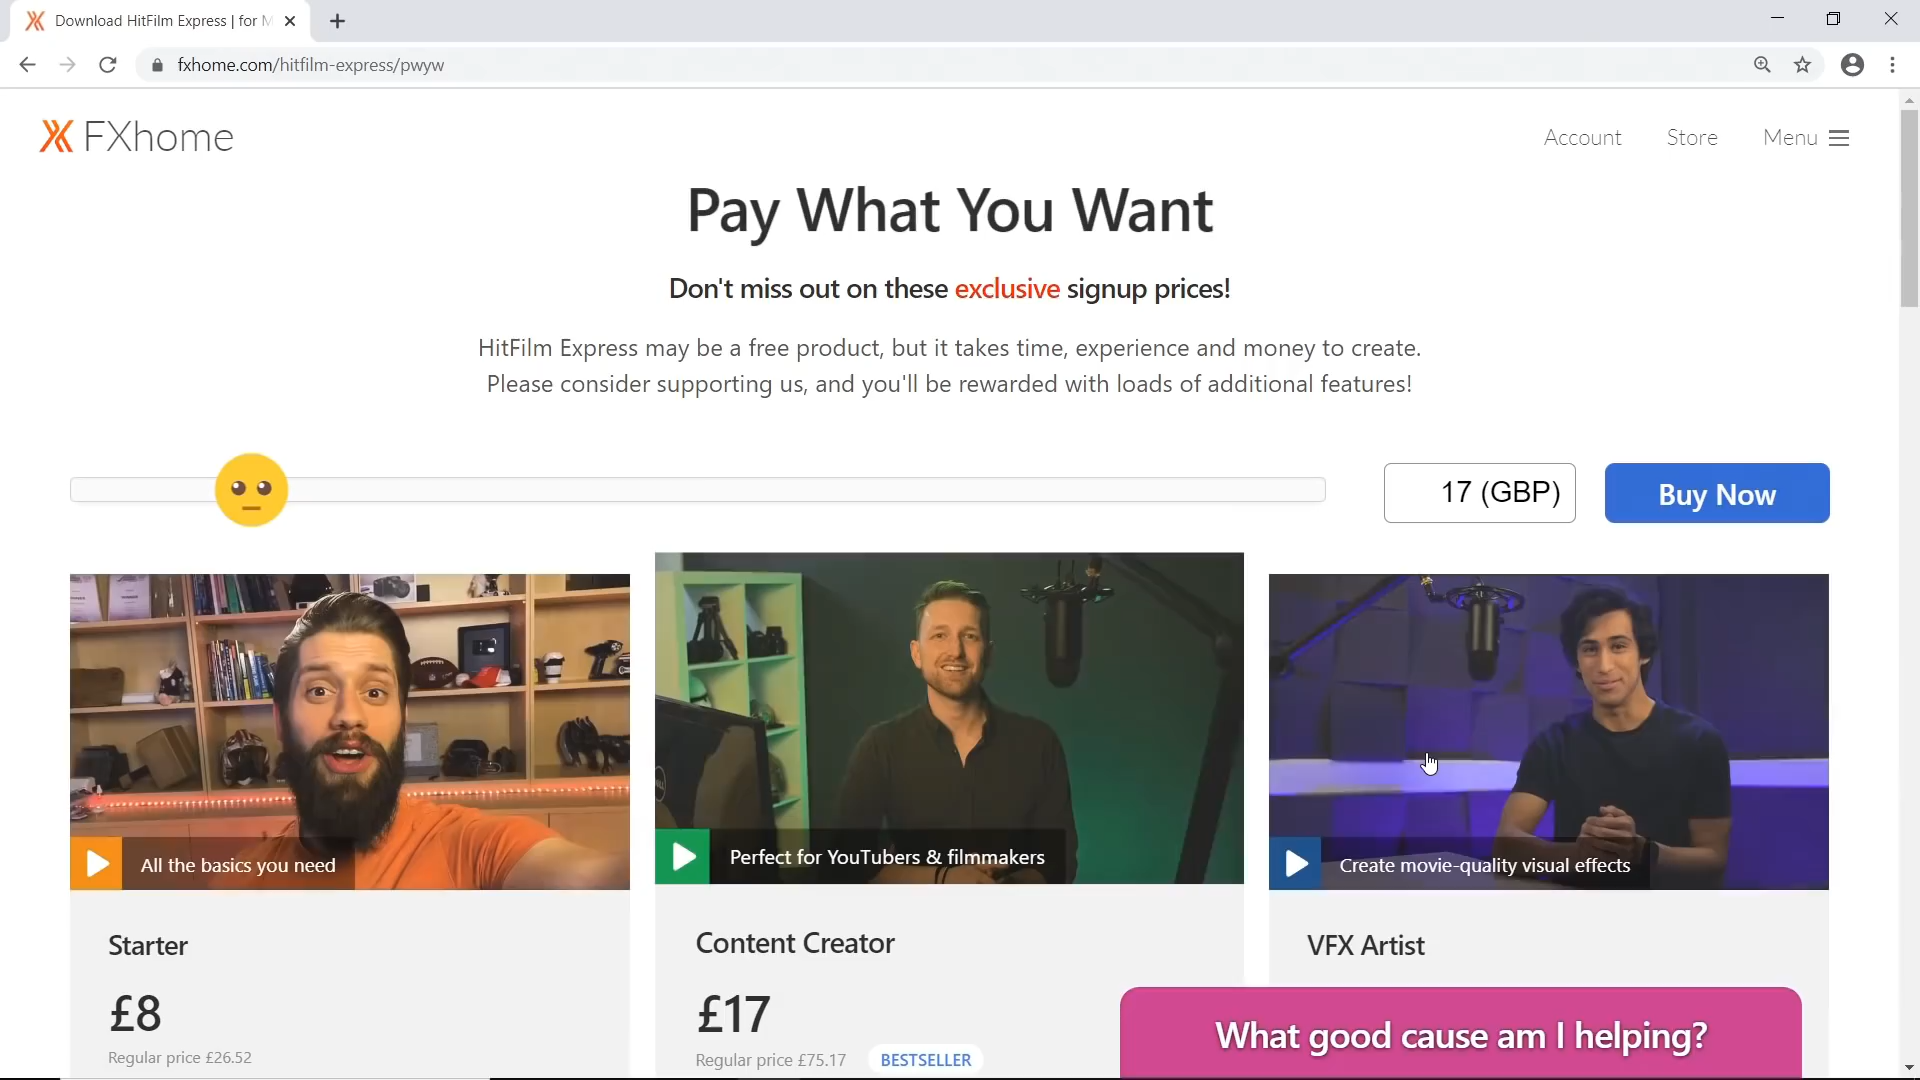 Download HitFilm Express | for M
fxhome.com/hitfilm-express/pwyw
FXhome
Account
Store
Menu
Pay What You Want
Don't miss out on these exclusive signup prices!
HitFilm Express may be a free product, but it takes time, experience and money to create.
Please consider supporting us, and you'll be rewarded with loads of additional features!
17 (GBP)
Buy Now
All the basics you need
Perfect for YouTubers & filmmakers
Create movie-quality visual effects
Starter
£8
Regular price £26.52
Content Creator
£17
Regular price £75.17
BESTSELLER
VFX Artist
What good cause am I helping?